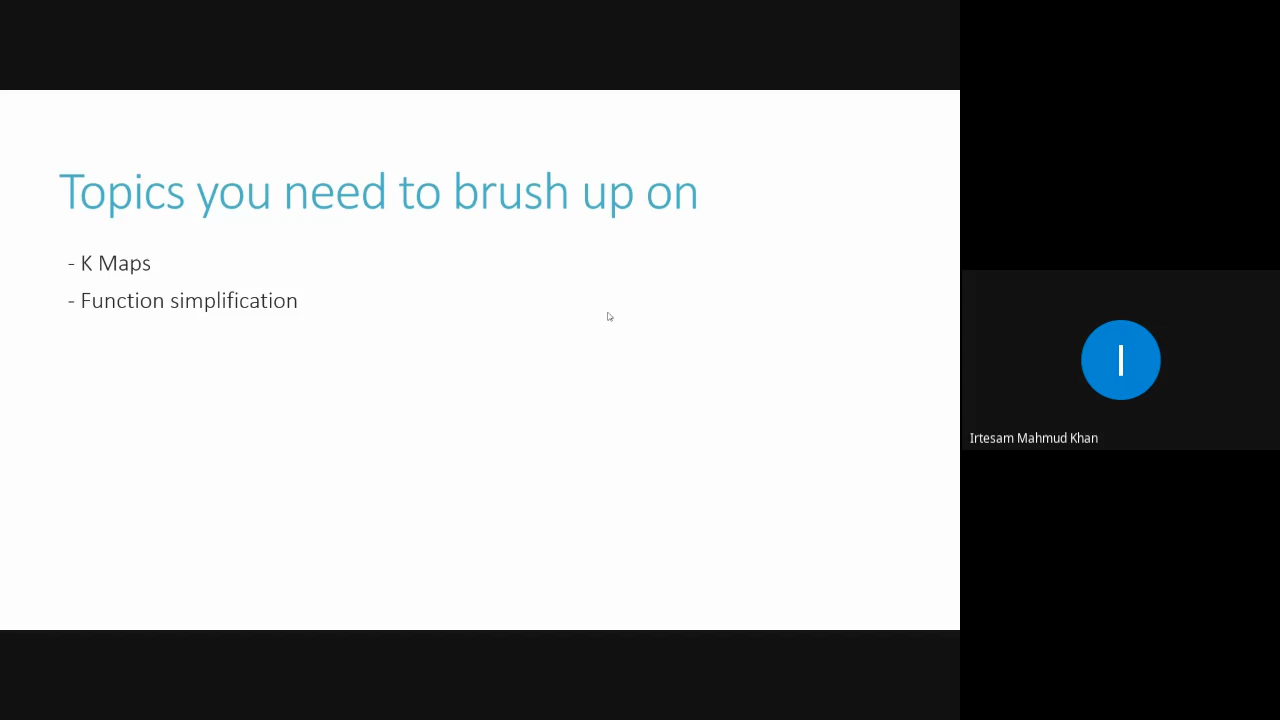 Topics you need to brush up on
- K Maps
- Function simplification
I
Irtesam Mahmud Khan